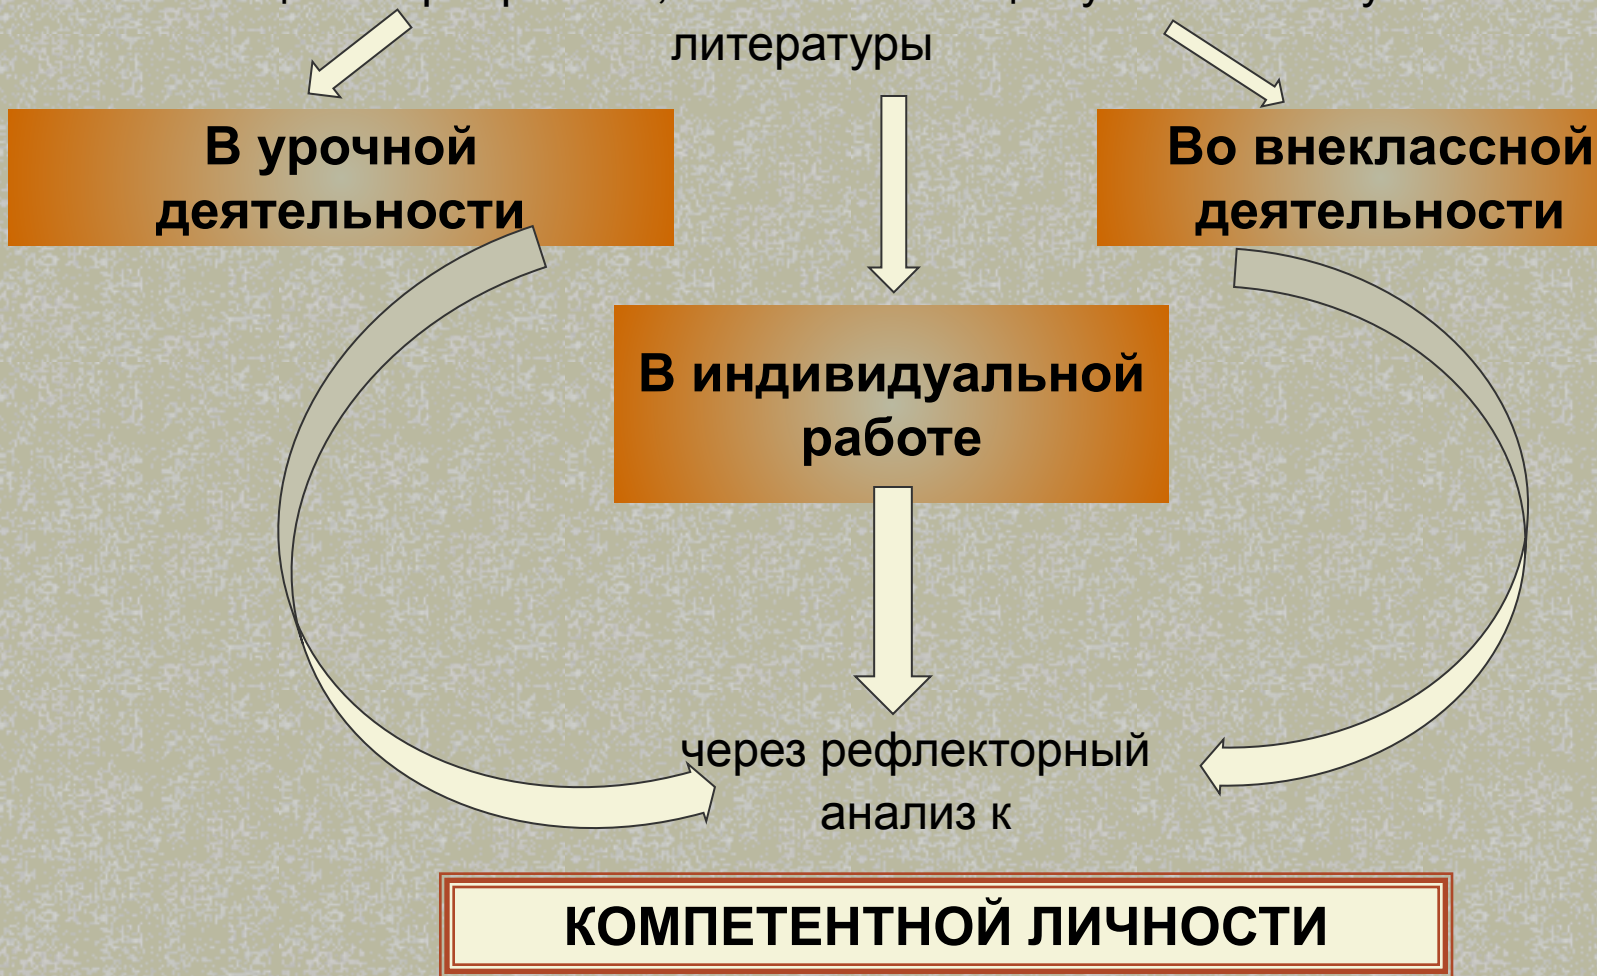 литературы
В урочной
деятельности
Во внеклассной
деятельности
В индивидуальной
работе
через рефлекторный
анализ к
КОМПЕТЕНТНОЙ ЛИЧНОСТИ